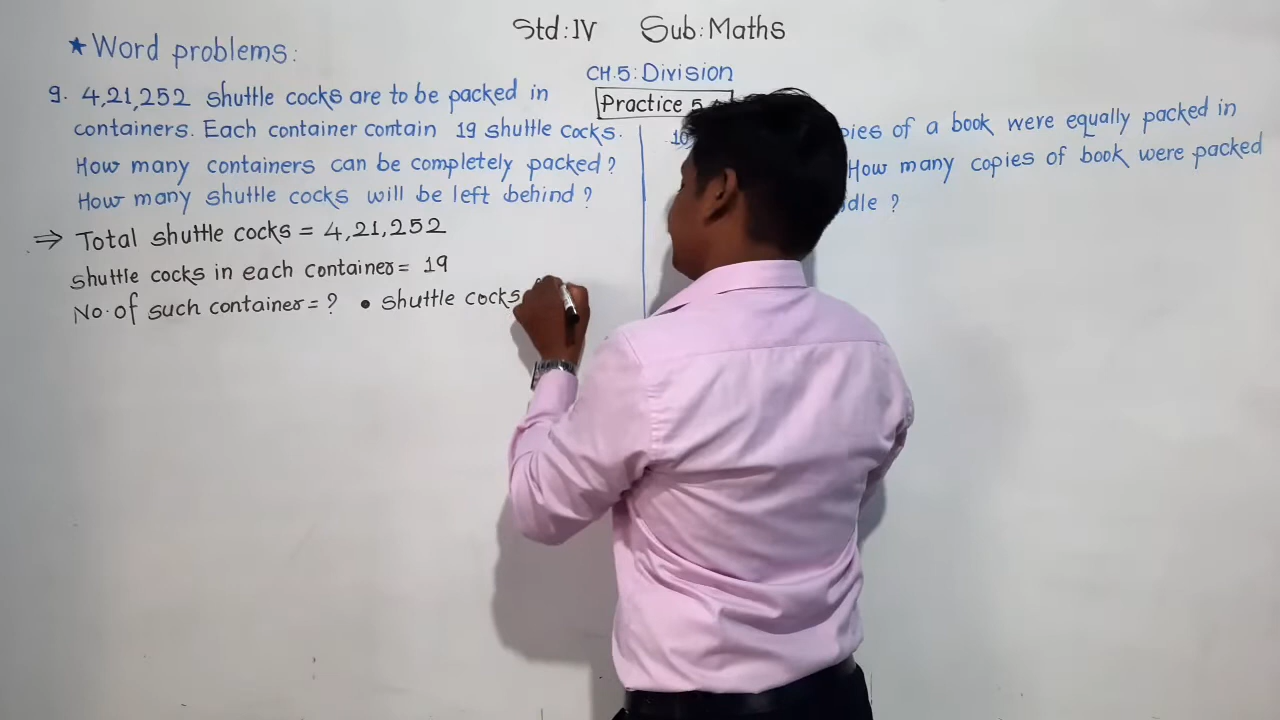 Std: IV Sub: Maths
★ Word problems:
CH.5: Division
Practice 5
9. 4,21,252 shuttle cocks are to be packed in
containers. Each container contain 19 shuttle cocks.
How many containers can be completely packed?
How many shuttle cocks will be left behind?
⇒ Total shuttle cocks = 4,21,252
shuttle cocks in each container = 19
No. of such container = ? • shuttle cocks
10
of a book were equally packed in
How many copies of book were packed
?